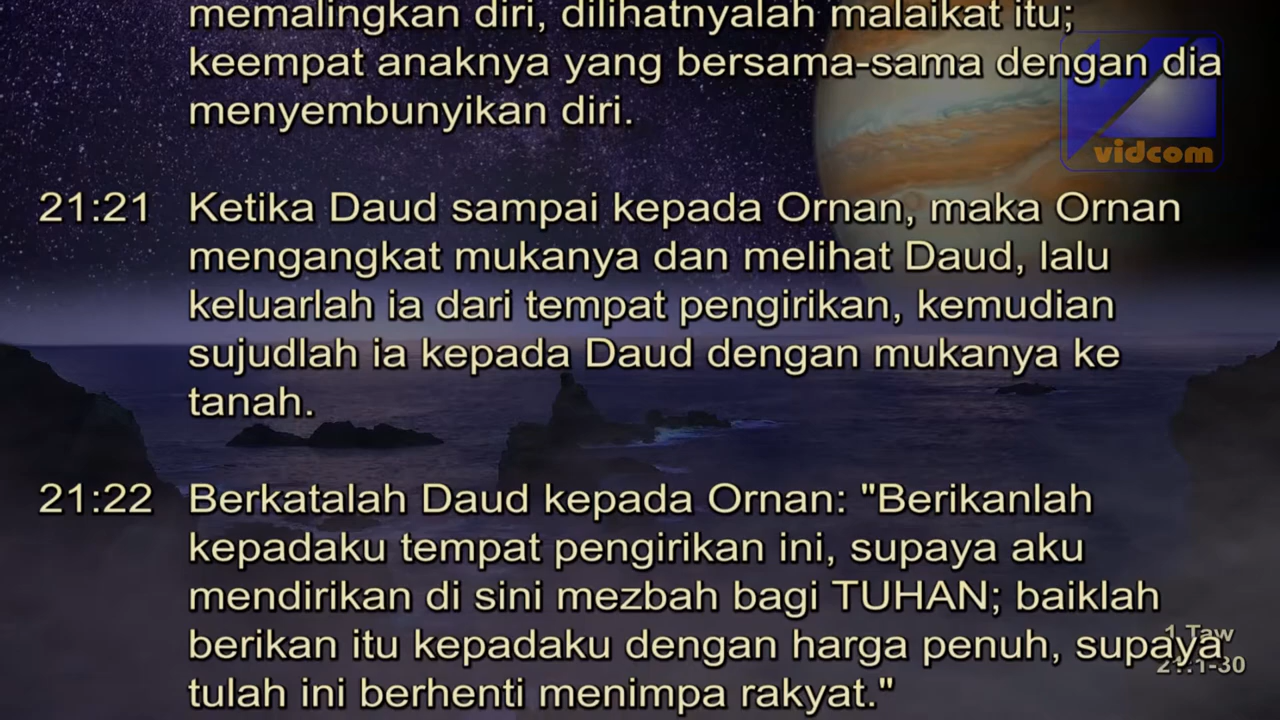 memalingkan diri, dilihatnyalah malaikat itu;
keempat anaknya yang bersama-sama dengan dia
menyembunyikan diri.
vidcom
21:21 Ketika Daud sampai kepada Ornan, maka Ornan
mengangkat mukanya dan melihat Daud, lalu
keluarlah ia dari tempat pengirikan, kemudian
sujudlah ia kepada Daud dengan mukanya ke
tanah.
21:22 Berkatalah Daud kepada Ornan: "Berikanlah
kepadaku tempat pengirikan ini, supaya aku
mendirikan di sini mezbah bagi TUHAN; baiklah
berikan itu kepadaku dengan harga penuh, supaya
tulah ini berhenti menimpa rakyat."
1 Taw
21:1-30